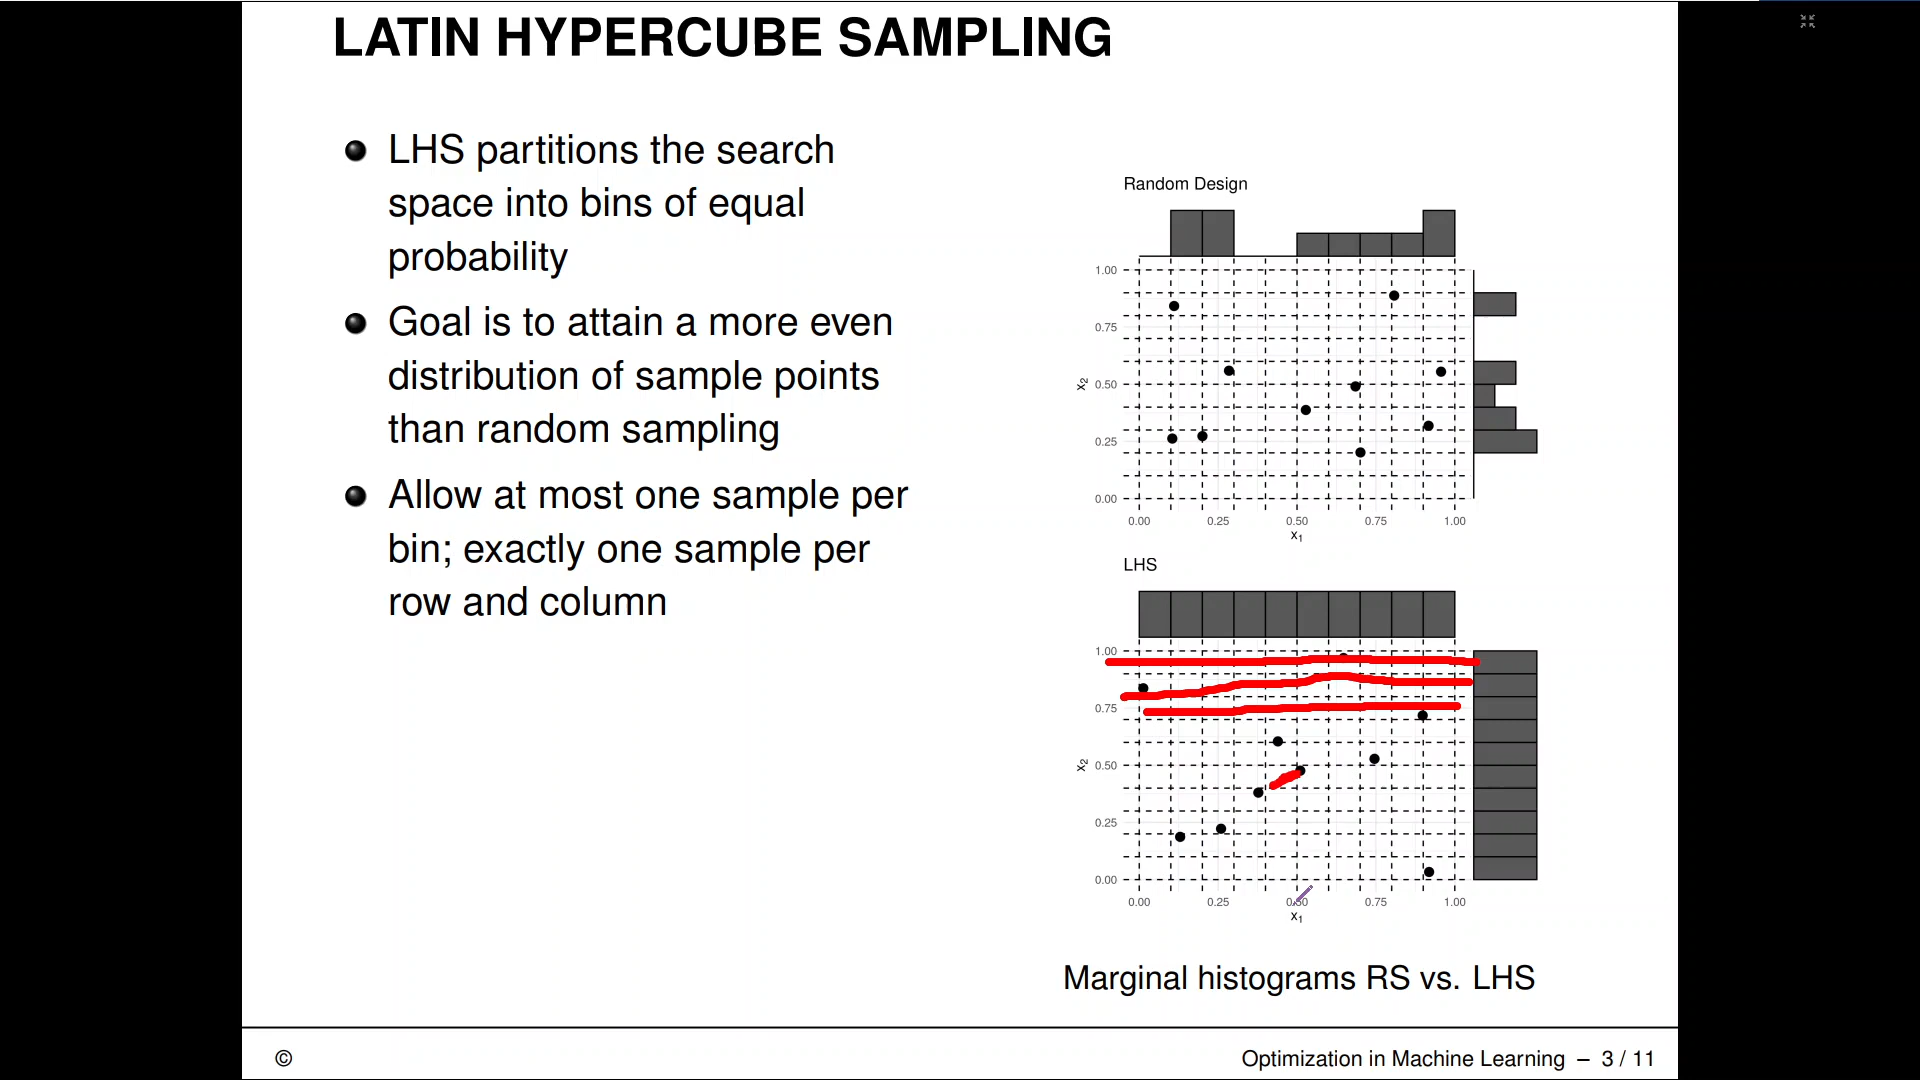 LATIN HYPERCUBE SAMPLING
LHS partitions the search
space into bins of equal
probability
Goal is to attain a more even
distribution of sample points
than random sampling
Allow at most one sample per
bin; exactly one sample per
row and column
Random Design
1.00
0.75
x2
0.50
0.25
0.00
0.00 0.25 0.50 0.75 1.00
x1
LHS
1.00
0.75
x2
0.50
0.25
0.00
0.00 0.25 0.50 0.75 1.00
x1
Marginal histograms RS vs. LHS
© Optimization in Machine Learning – 3 / 11